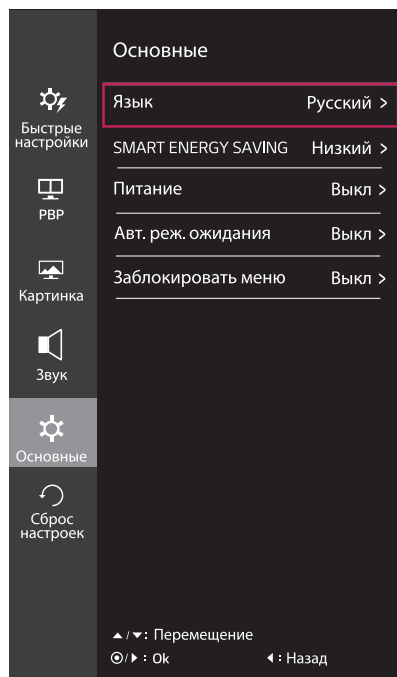 Основные
Быстрые
настройки
PBP
Картинка
Звук
Основные
Сброс
настроек
Язык Русский >
SMART ENERGY SAVING Низкий >
Питание Выкл >
Авт. реж. ожидания Выкл >
Заблокировать меню Выкл >
▲/▼: Перемещение
⦿/▶ : Ok ◀ : Назад